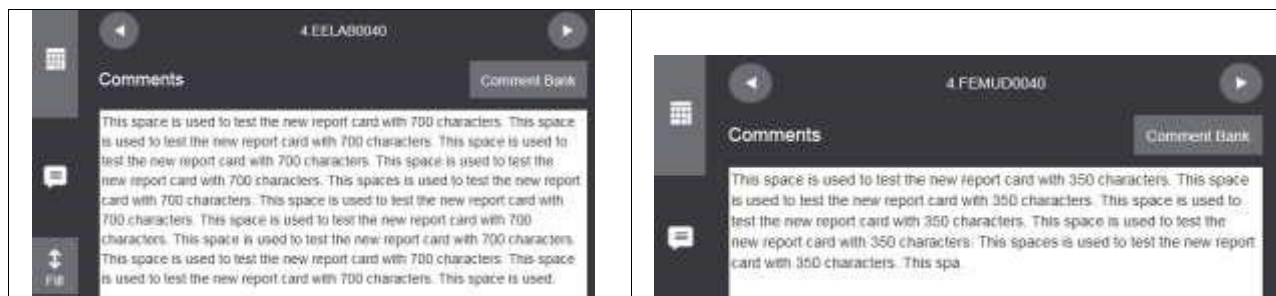 4.EELAB0040
Comments
Comment Bank
This space is used to test the new report card with 700 characters. This space
is used to test the new report card with 700 characters. This space is used to
test the new report card with 700 characters. This space is used to test the
new report card with 700 characters. This spaces is used to test the new report
card with 700 characters. This space is used to test the new report card with
700 characters. This space is used to test the new report card with 700
characters. This space is used to test the new report card with 700 characters.
This space is used to test the new report card with 700 characters. This space
is used to test the new report card with 700 characters. This space is used.
Fill
4.FEMUD0040
Comments
Comment Bank
This space is used to test the new report card with 350 characters. This space
is used to test the new report card with 350 characters. This space is used to
test the new report card with 350 characters. This space is used to test the
new report card with 350 characters. This spaces is used to test the new report
card with 350 characters. This spa